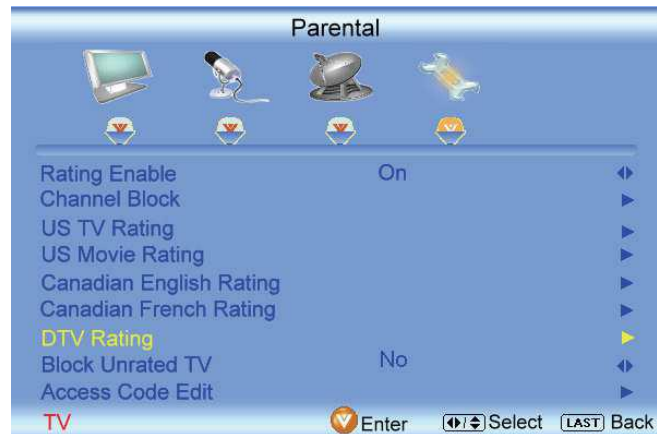 Parental
Rating Enable On
Channel Block
US TV Rating
US Movie Rating
Canadian English Rating
Canadian French Rating
DTV Rating
Block Unrated TV No
Access Code Edit
TV Enter Select LAST Back